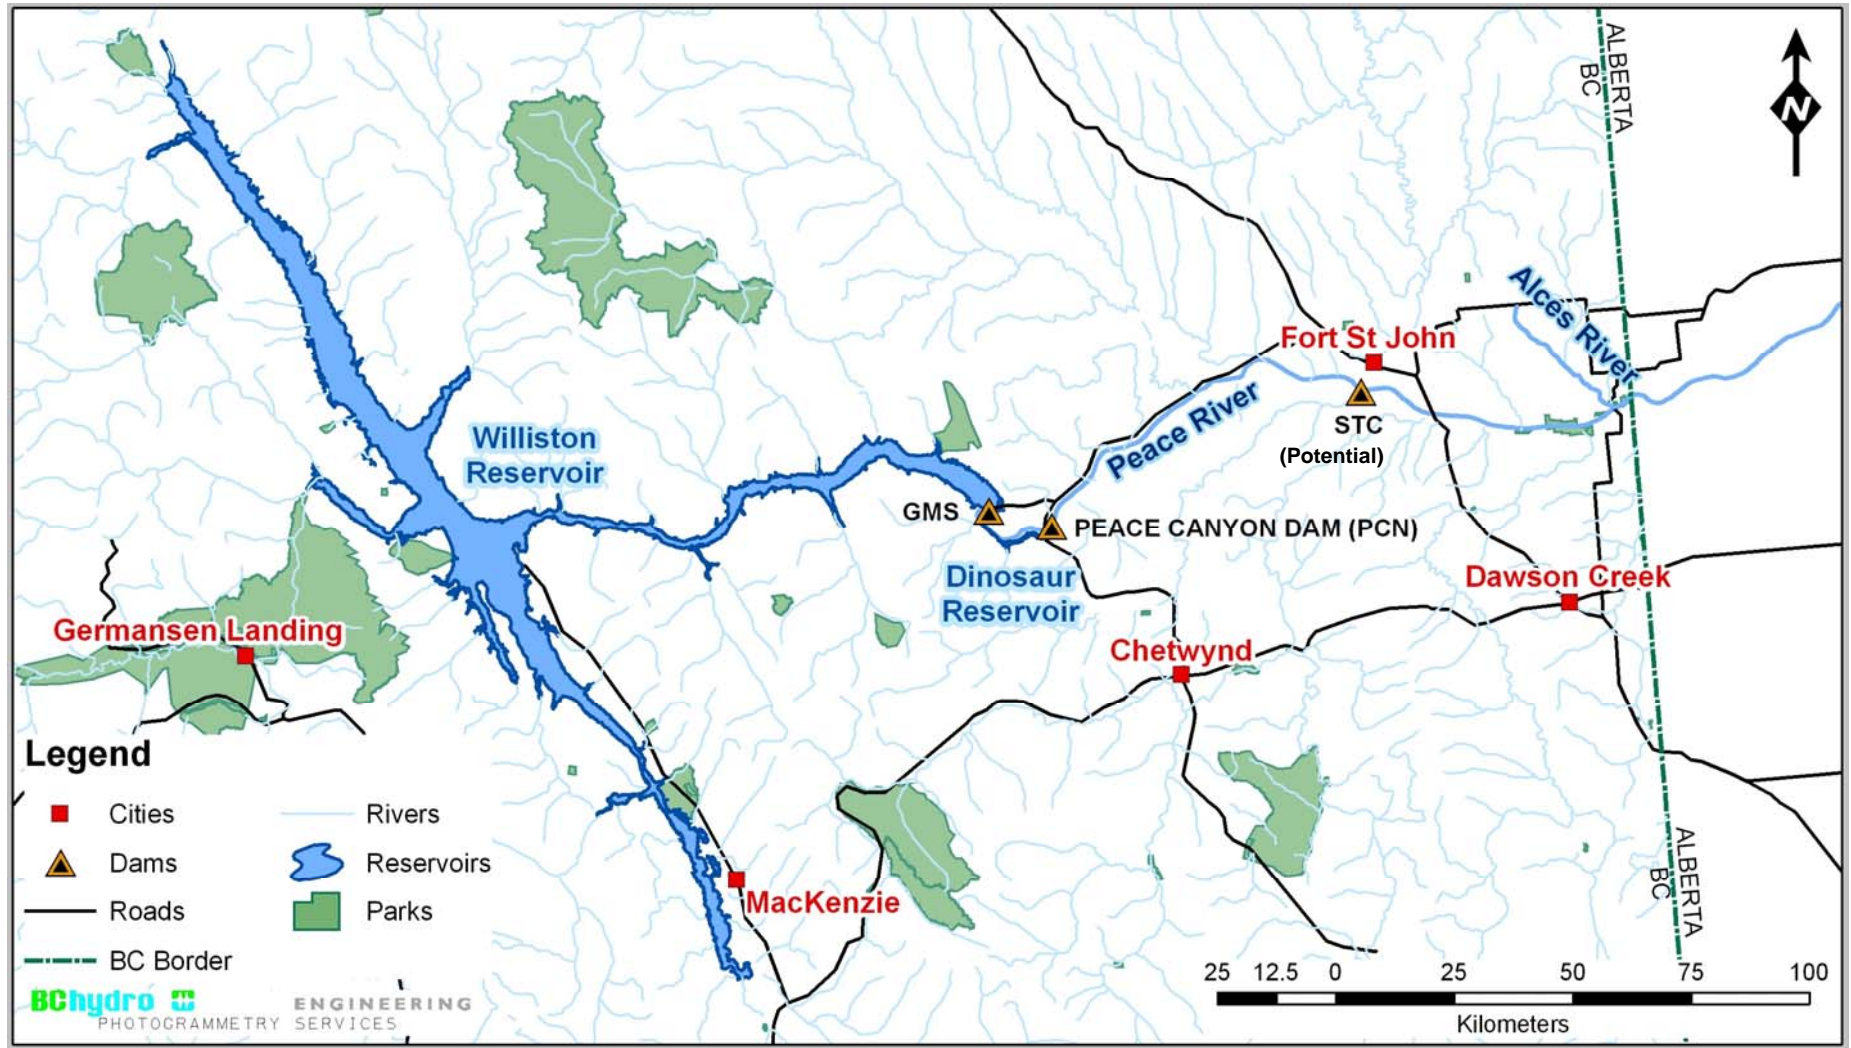 ALBERTA
BC
N
Alces River
Fort St John
Peace River
STC
(Potential)
Williston
Reservoir
GMS
PEACE CANYON DAM (PCN)
Dinosaur
Reservoir
Dawson Creek
Germansen Landing
Chetwynd
MacKenzie
ALBERTA
BC
Legend
Cities
Rivers
Dams
Reservoirs
Roads
Parks
BC Border
BChydro
ENGINEERING
PHOTOGRAMMETRY SERVICES
25 12.5 0 25 50 75 100
Kilometers